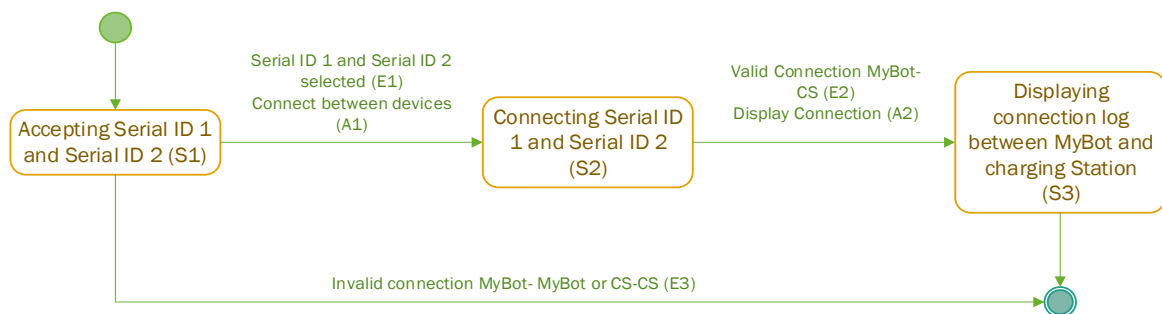 Serial ID 1 and Serial ID 2
selected (E1)
Connect between devices
(A1)
Valid Connection MyBot-
CS (E2)
Display Connection (A2)
Accepting Serial ID 1
and Serial ID 2 (S1)
Connecting Serial ID
1 and Serial ID 2
(S2)
Displaying
connection log
between MyBot and
charging Station
(S3)
Invalid connection MyBot- MyBot or CS-CS (E3)